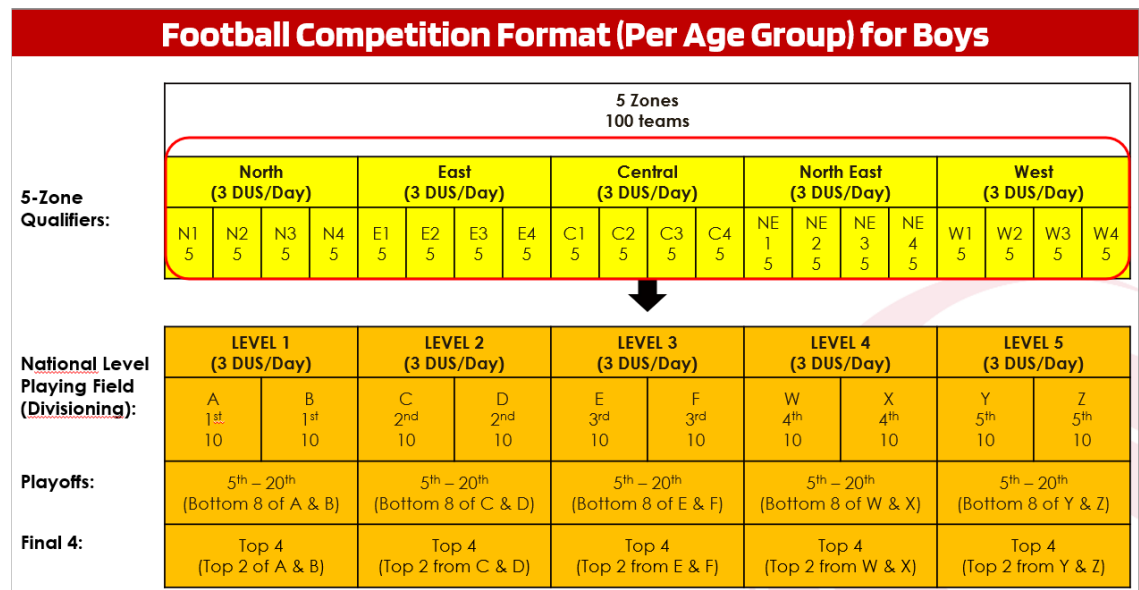 Football Competition Format (Per Age Group) for Boys
5 Zones
100 teams
5-Zone
Qualifiers:
North
(3 DUS/Day)
East
(3 DUS/Day)
Central
(3 DUS/Day)
North East
(3 DUS/Day)
West
(3 DUS/Day)
N1
5
N2
5
N3
5
N4
5
E1
5
E2
5
E3
5
E4
5
C1
5
C2
5
C3
5
C4
5
NE
1
5
NE
2
5
NE
3
5
NE
4
5
W1
5
W2
5
W3
5
W4
5
National Level
Playing Field
(Divisioning):
LEVEL 1
(3 DUS/Day)
LEVEL 2
(3 DUS/Day)
LEVEL 3
(3 DUS/Day)
LEVEL 4
(3 DUS/Day)
LEVEL 5
(3 DUS/Day)
A
1st
10
B
1st
10
C
2nd
10
D
2nd
10
E
3rd
10
F
3rd
10
W
4th
10
X
4th
10
Y
5th
10
Z
5th
10
Playoffs:
5th – 20th
(Bottom 8 of A & B)
5th – 20th
(Bottom 8 of C & D)
5th – 20th
(Bottom 8 of E & F)
5th – 20th
(Bottom 8 of W & X)
5th – 20th
(Bottom 8 of Y & Z)
Final 4:
Top 4
(Top 2 of A & B)
Top 4
(Top 2 from C & D)
Top 4
(Top 2 from E & F)
Top 4
(Top 2 from W & X)
Top 4
(Top 2 from Y & Z)